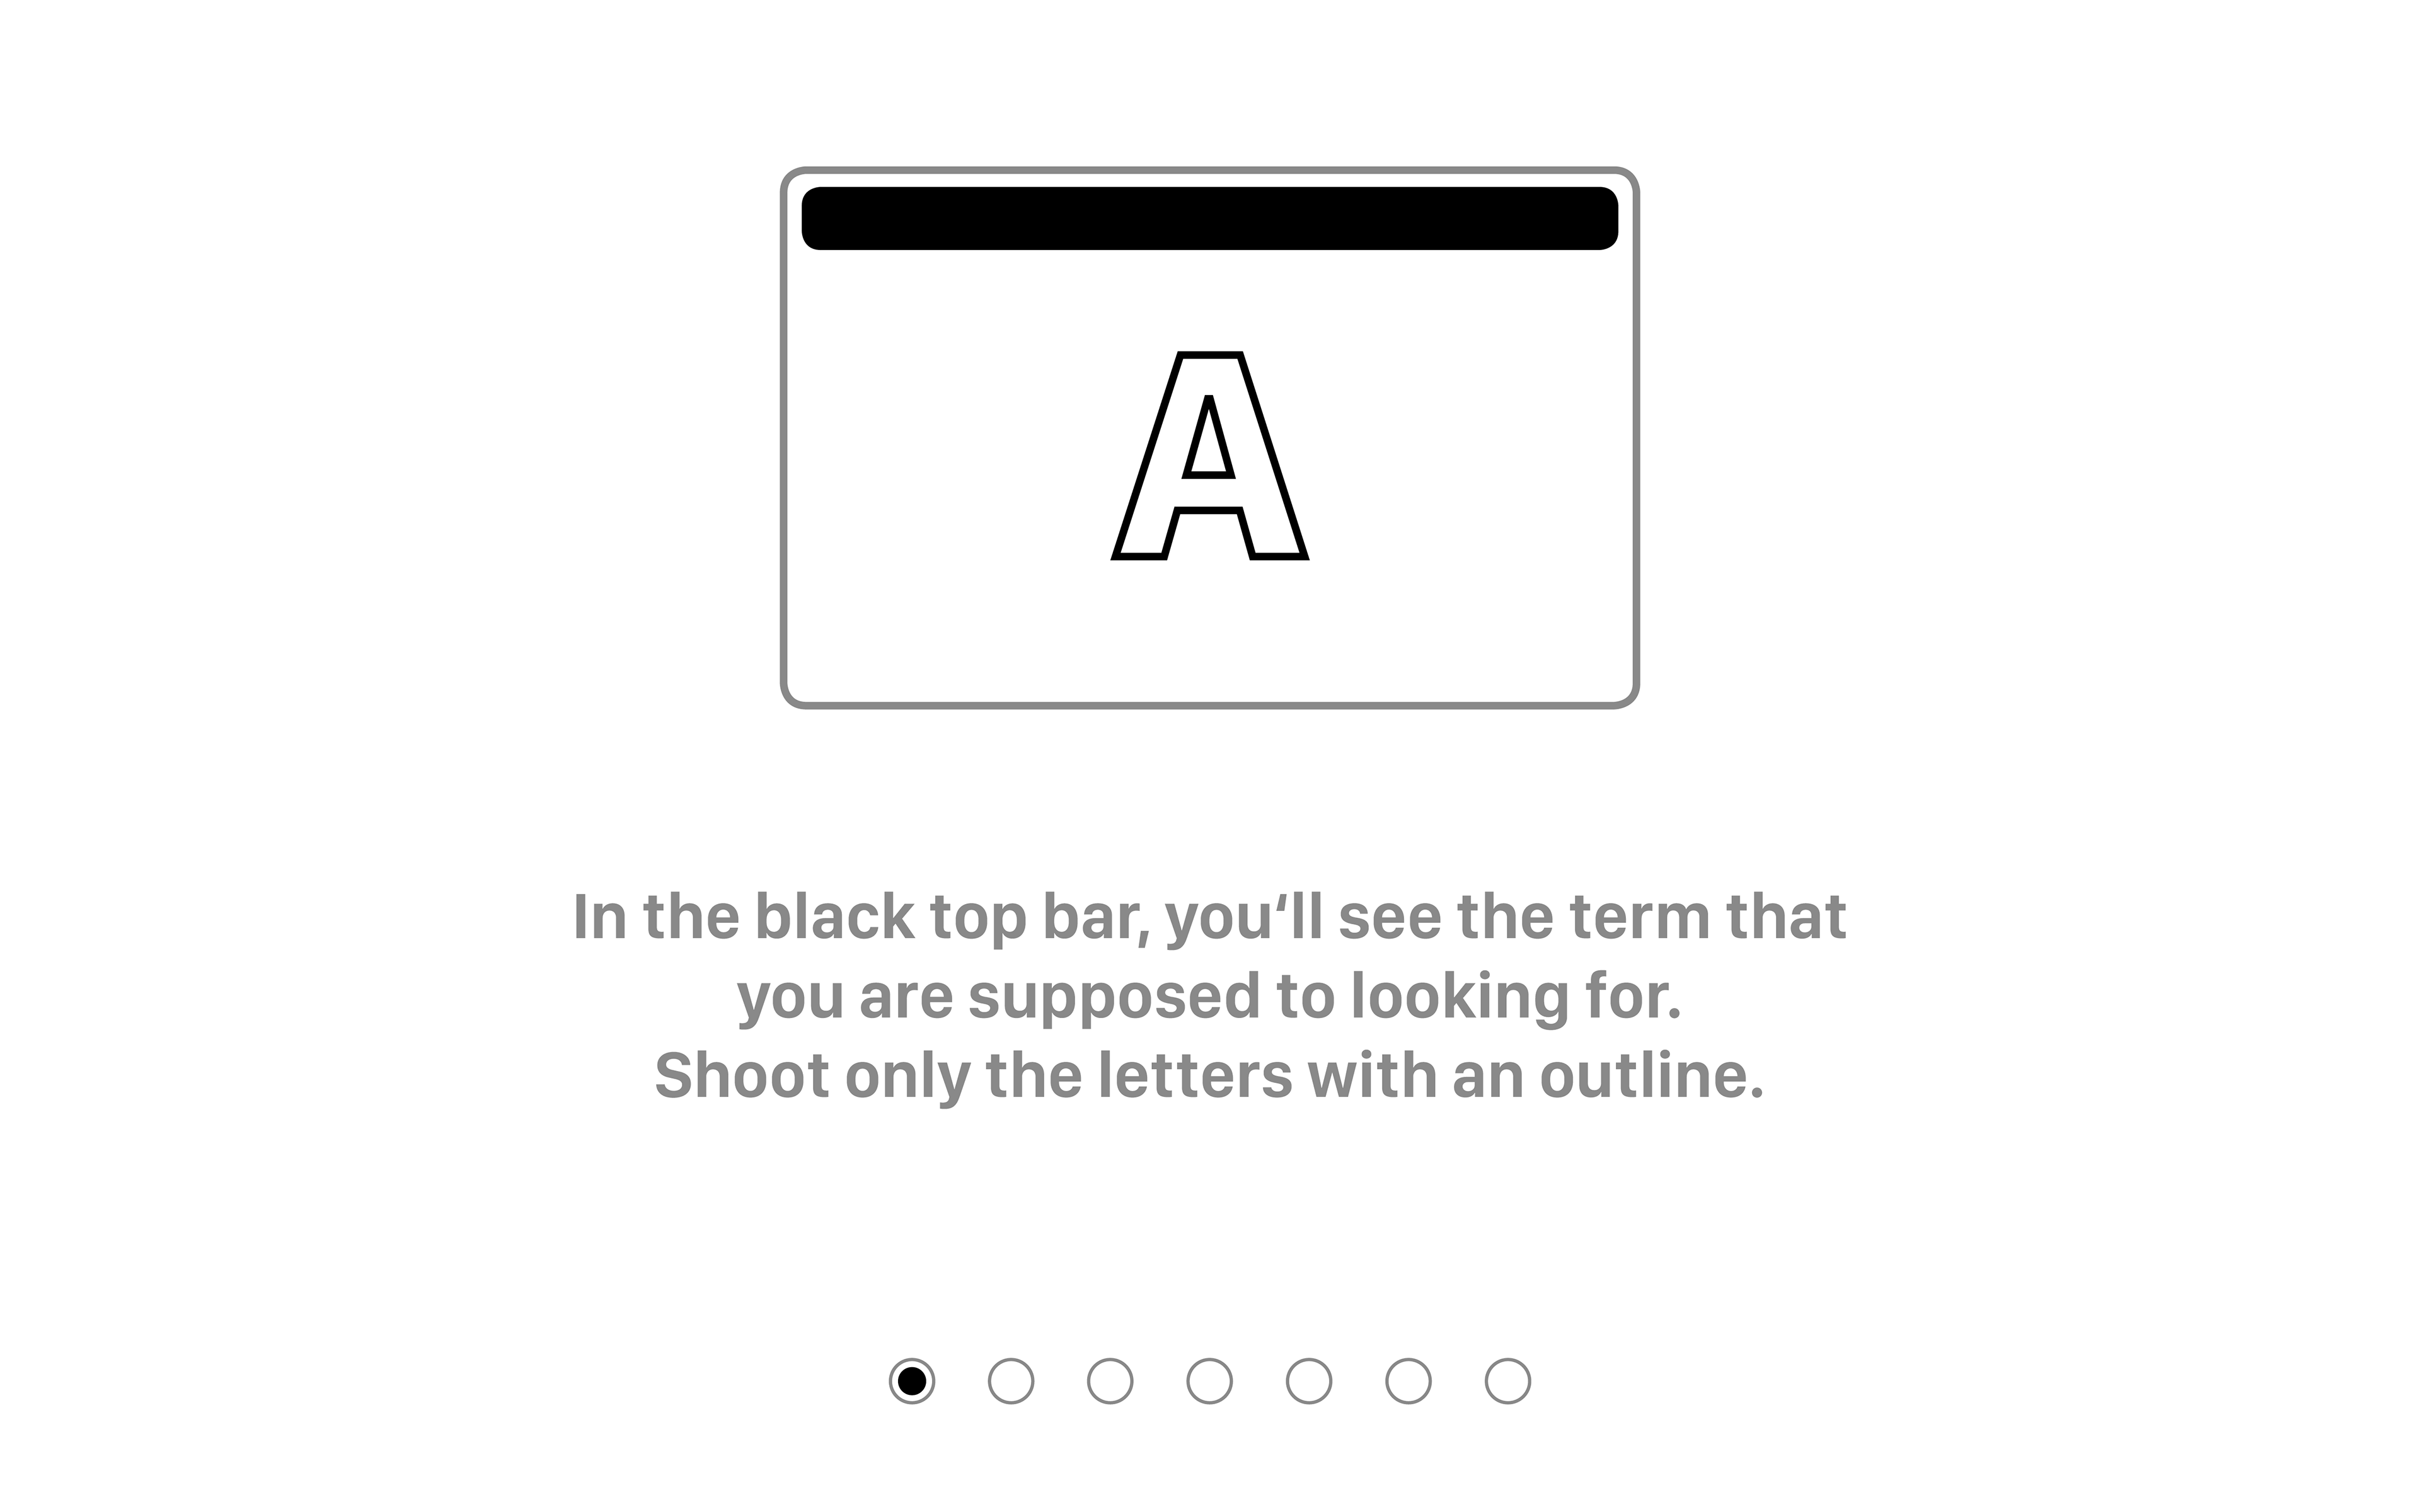 A
In the black top bar, you’ll see the term that
you are supposed to looking for.
Shoot only the letters with an outline.